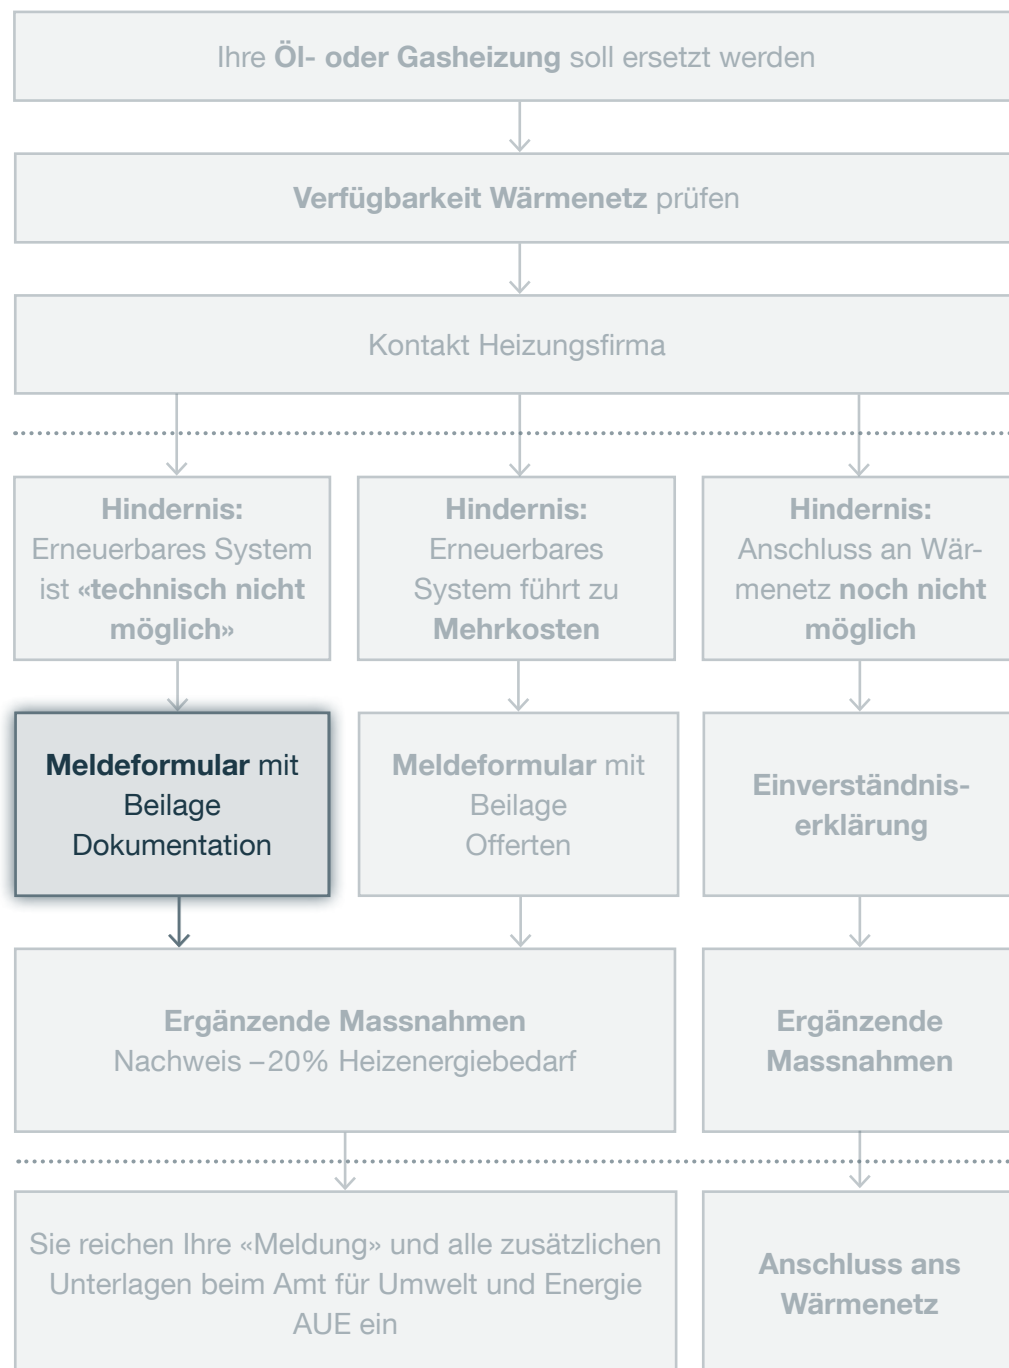 Ihre Öl- oder Gasheizung soll ersetzt werden
Verfügbarkeit Wärmenetz prüfen
Kontakt Heizungsfirma
Hindernis:
Erneuerbares System
ist «technisch nicht
möglich»
Hindernis:
Erneuerbares
System führt zu
Mehrkosten
Hindernis:
Anschluss an Wär-
menetz noch nicht
möglich
Meldeformular mit
Beilage
Dokumentation
Meldeformular mit
Beilage
Offerten
Einverständnis-
erklärung
Ergänzende Massnahmen
Nachweis –20% Heizenergiebedarf
Ergänzende
Massnahmen
Sie reichen Ihre «Meldung» und alle zusätzlichen
Unterlagen beim Amt für Umwelt und Energie
AUE ein
Anschluss ans
Wärmenetz